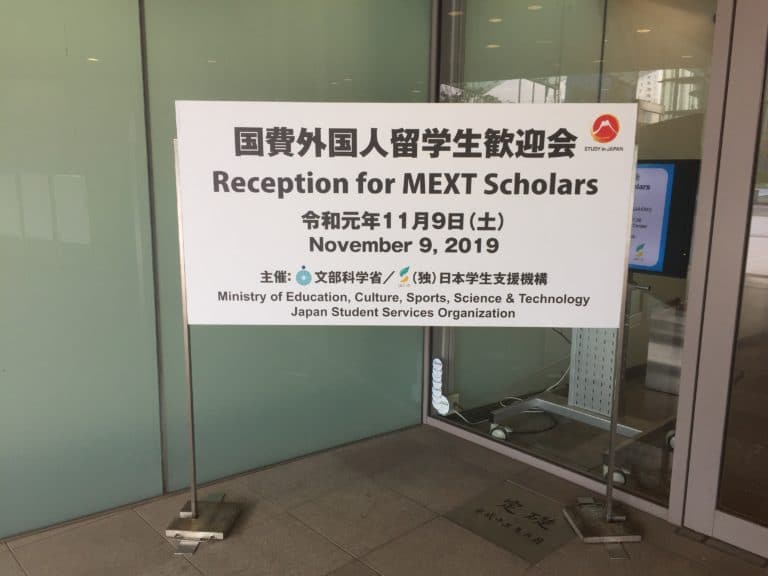 国費外国人留学生歓迎会
STUDY in JAPAN
Reception for MEXT Scholars
令和元年11月9日(土)
November 9, 2019
主催: 文部科学省/ (独)日本学生支援機構
Ministry of Education, Culture, Sports, Science & Technology
Japan Student Services Organization
定礎